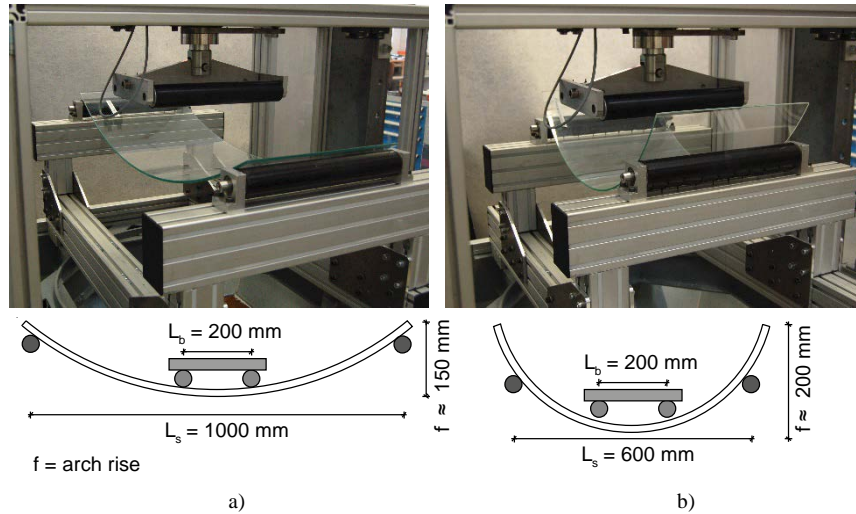 L_b = 200 mm
f ≈ 150 mm
L_s = 1000 mm
f = arch rise
a)
L_b = 200 mm
f ≈ 200 mm
L_s = 600 mm
b)